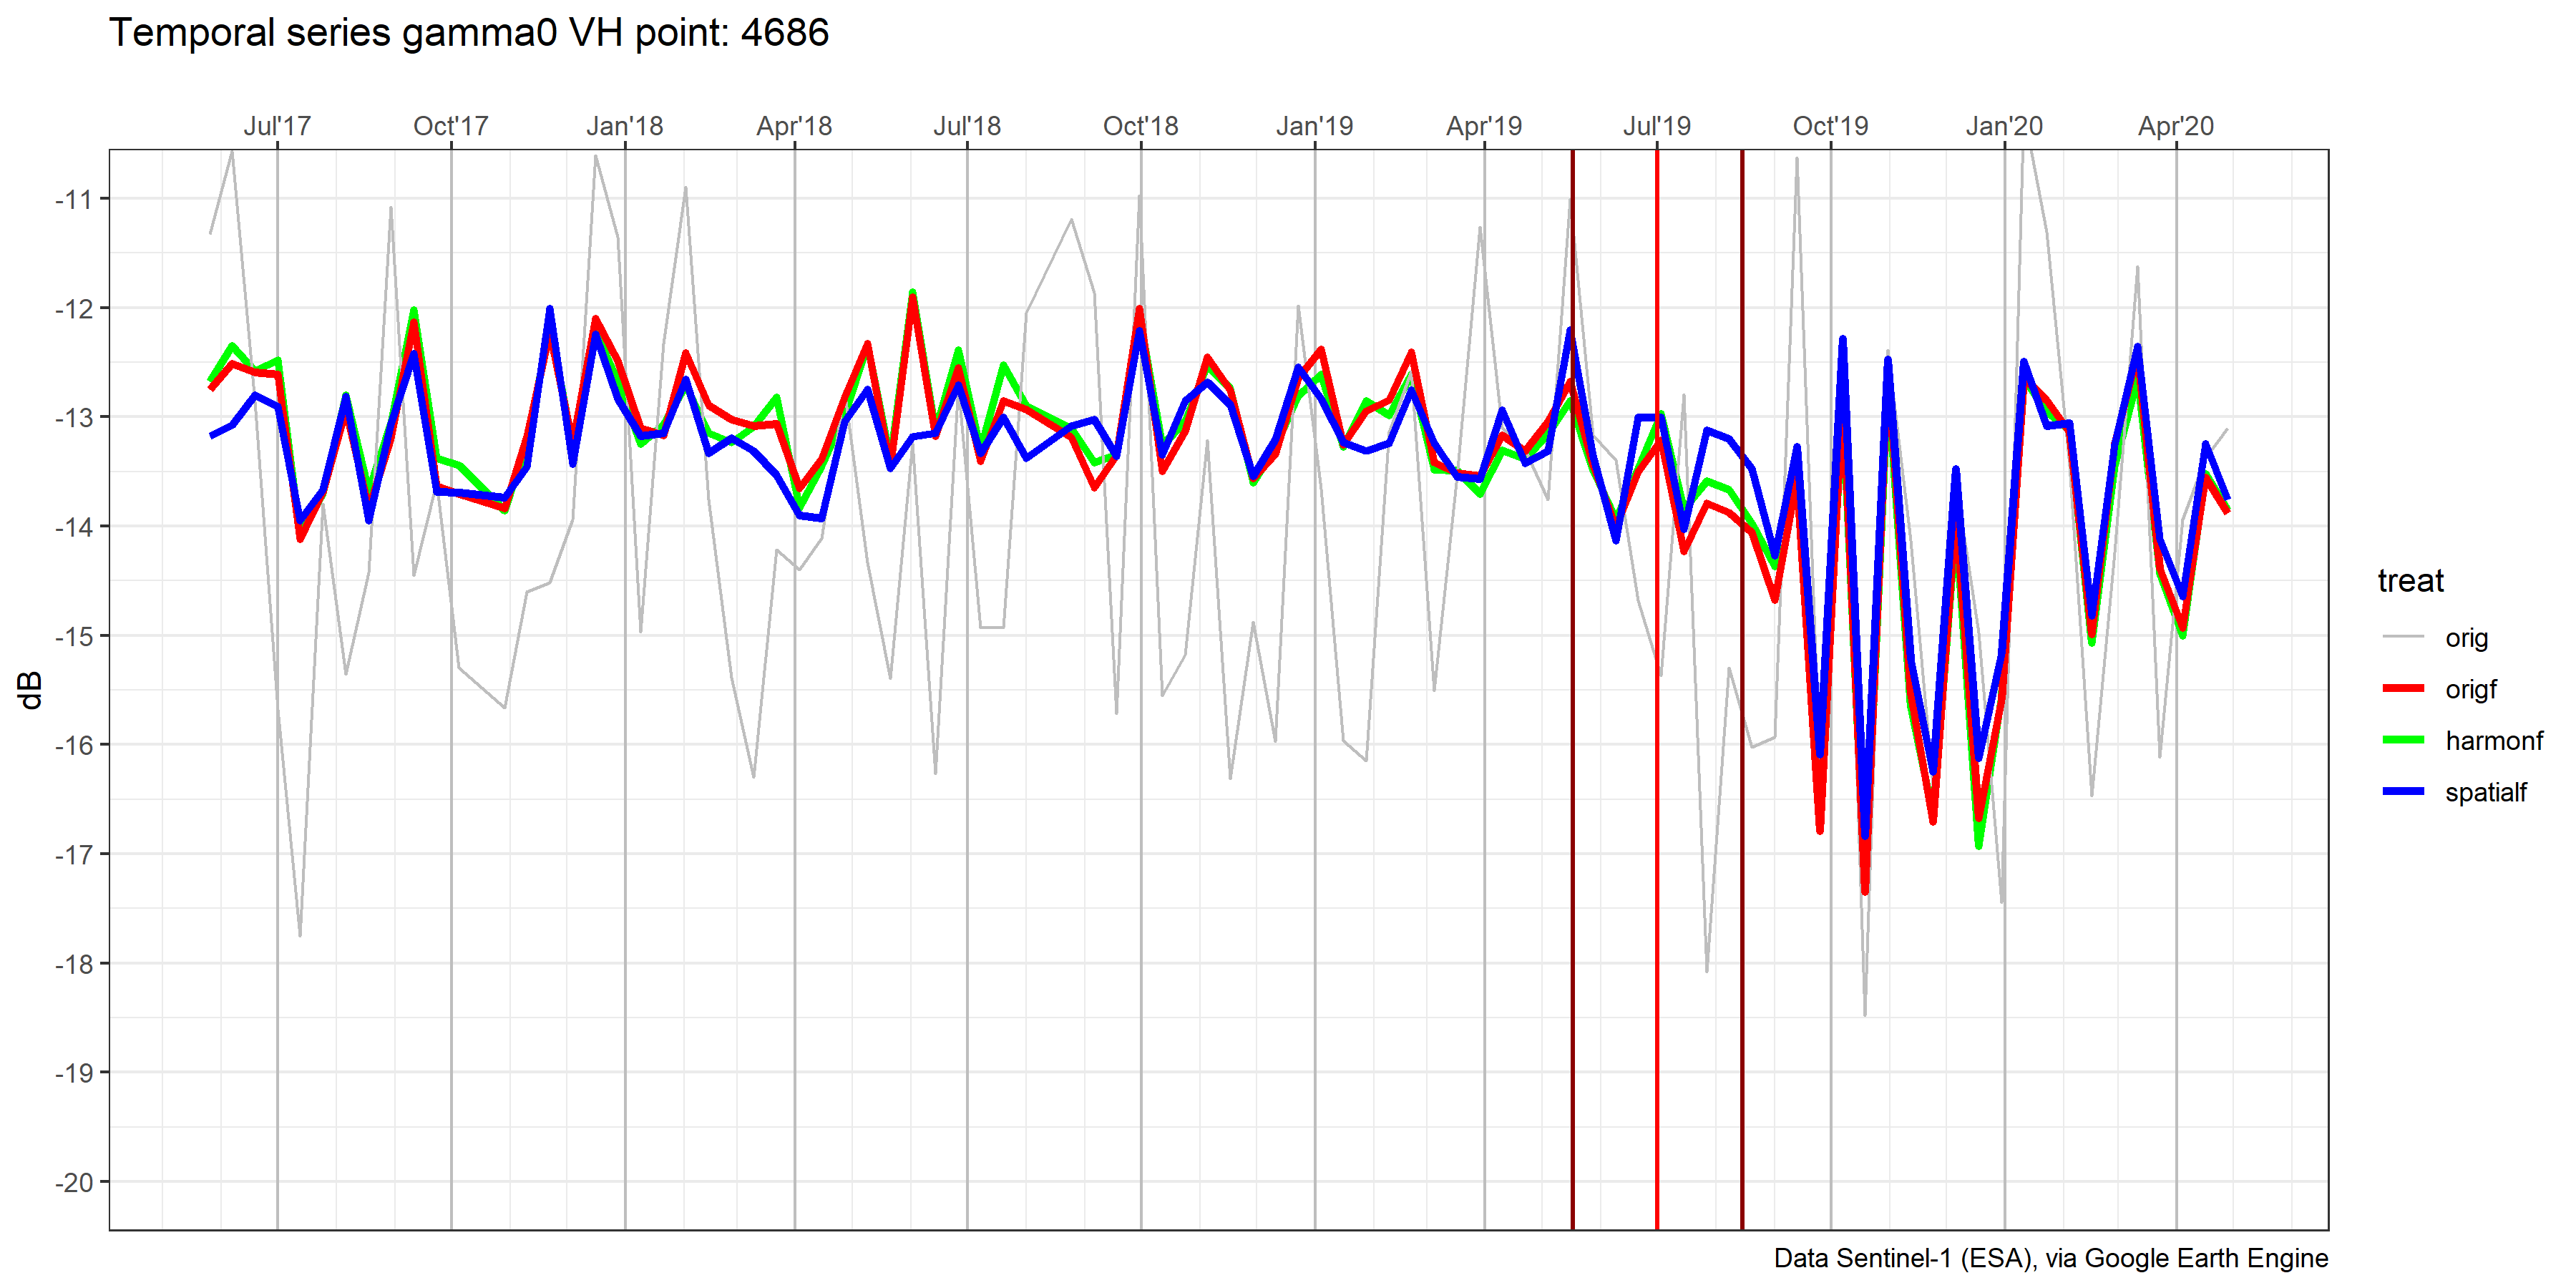 Temporal series gamma0 VH point: 4686
Jul'17 Oct'17 Jan'18 Apr'18 Jul'18 Oct'18 Jan'19 Apr'19 Jul'19 Oct'19 Jan'20 Apr'20
-11
-12
-13
-14
-15
-16
-17
-18
-19
-20
dB
treat
orig
origf
harmonf
spatialf
Data Sentinel-1 (ESA), via Google Earth Engine